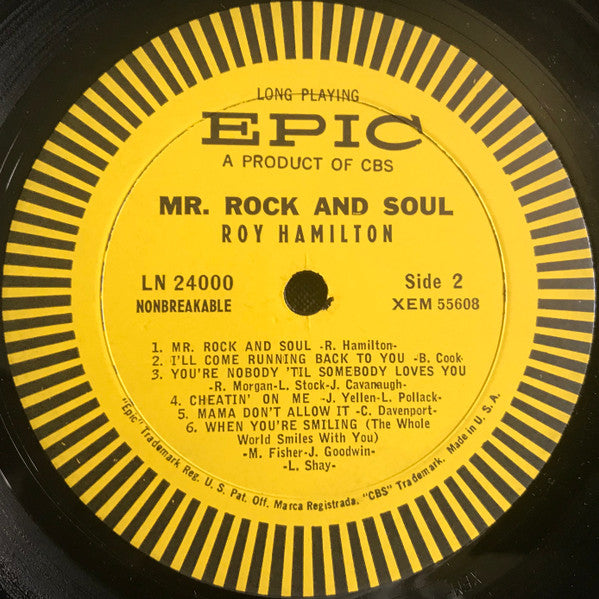 LONG PLAYING
EPIC
A PRODUCT OF CBS
MR. ROCK AND SOUL
ROY HAMILTON
LN 24000
NONBREAKABLE
Side 2
XEM 55608
1. MR. ROCK AND SOUL -R. Hamilton-
2. I'LL COME RUNNING BACK TO YOU -B. Cook-
3. YOU'RE NOBODY 'TIL SOMEBODY LOVES YOU
-R. Morgan-L. Stock-J. Cavanaugh-
4. CHEATIN' ON ME -J. Yellen-L. Pollack-
5. MAMA DON'T ALLOW IT -C. Davenport-
6. WHEN YOU'RE SMILING (The Whole
World Smiles With You)
-M. Fisher-J. Goodwin-
-L. Shay-
"Epic" Trademark Reg. U. S. Pat. Off. Marca Registrada. "CBS" Trademark. Made in U. S. A.
XEM